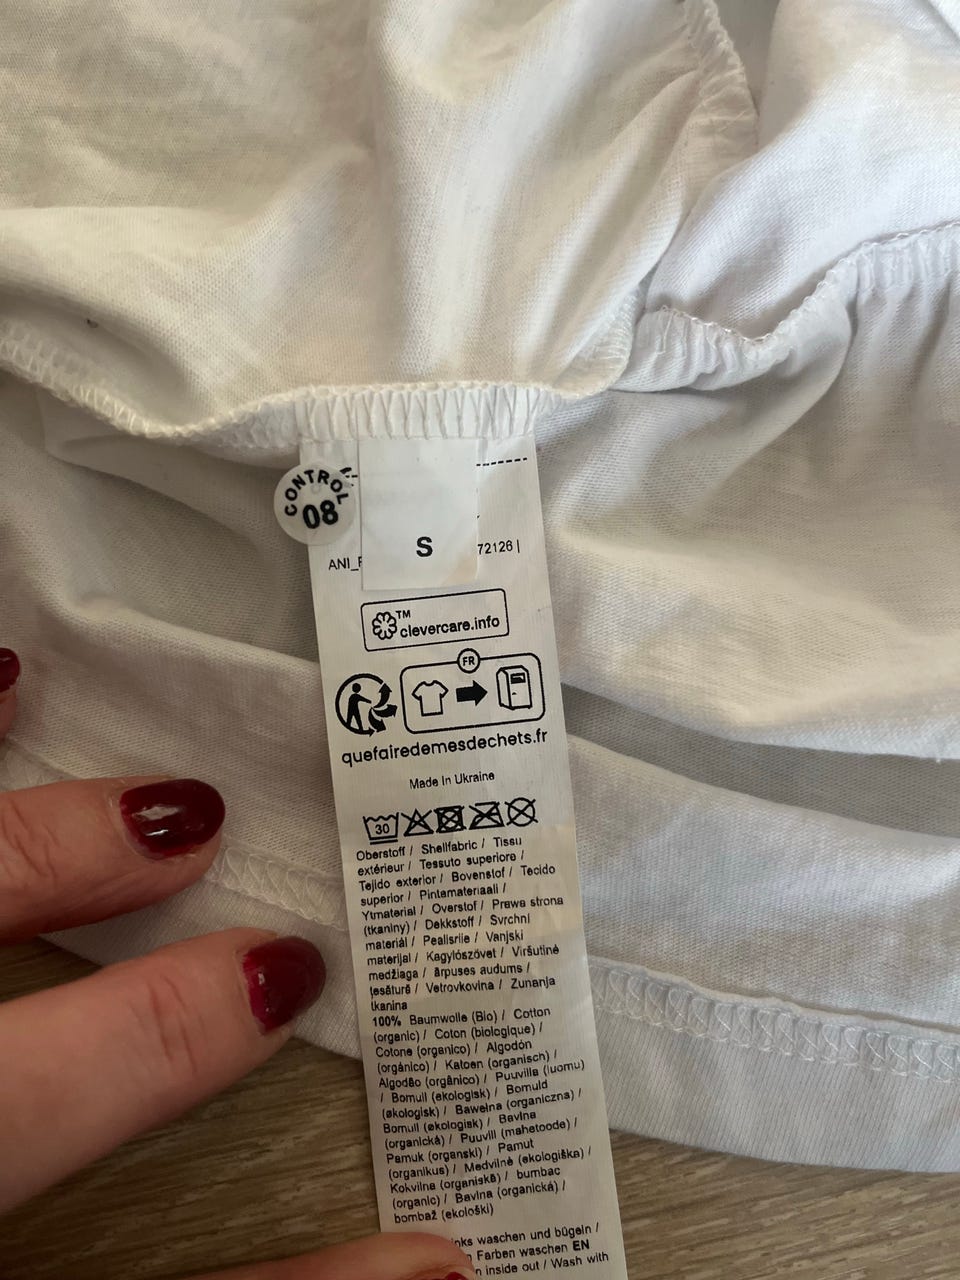 CONTROL
08
S
72126 |
clevercare.info
TM
FR
quefairedemesdechets.fr
Made In Ukraine
30
Oberstoff / Shellfabric / Tissu
extérieur / Tessuto superiore /
Tejido exterior / Bovenstof / Tecido
superior / Pintamateriaali /
Ytmaterial / Overstof / Prawa strona
(tkaniny) / Dekkstoff / Svrchní
materiál / Pealisriie / Vanjski
materijal / Kagylószövet / Viršutinė
medžiaga / ārpuses audums /
țesătură / Vetrovkovina / Zunanja
tkanina
100% Baumwolle (Bio) / Cotton
(organic) / Coton (biologique) /
Cotone (organico) / Algodón
(orgánico) / Katoen (organisch) /
Algodão (orgânico) / Puuvilla (luomu)
/ Bomull (ekologisk) / Bomuld
(økologisk) / Bawełna (organiczna) /
Bomull (økologisk) / Bavlna
(organická) / Puuvill (mahetoode) /
Pamuk (organski) / Pamut
(organikus) / Medvilnė (ekologiška) /
Kokvilna (organiskā) / bumbac
(organic) / Bavlna (organická) /
bombaž (ekološki)
waschen und bügeln /
Farben waschen EN
inside out / Wash with